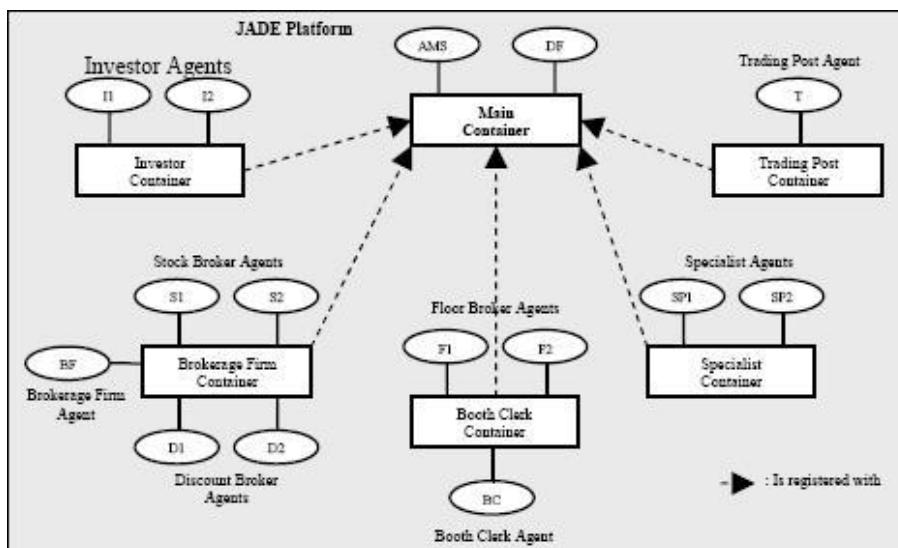 JADE Platform
AMS
DF
Investor Agents
Trading Post Agent
I1
I2
T
Main
Container
Investor
Container
Trading Post
Container
Stock Broker Agents
Specialist Agents
S1
S2
SP1
SP2
Floor Broker Agents
F1
F2
BF
Brokerage Firm
Container
Specialist
Container
Brokerage Firm
Agent
Booth Clerk
Container
D1
D2
Discount Broker
Agents
: Is registered with
BC
Booth Clerk Agent